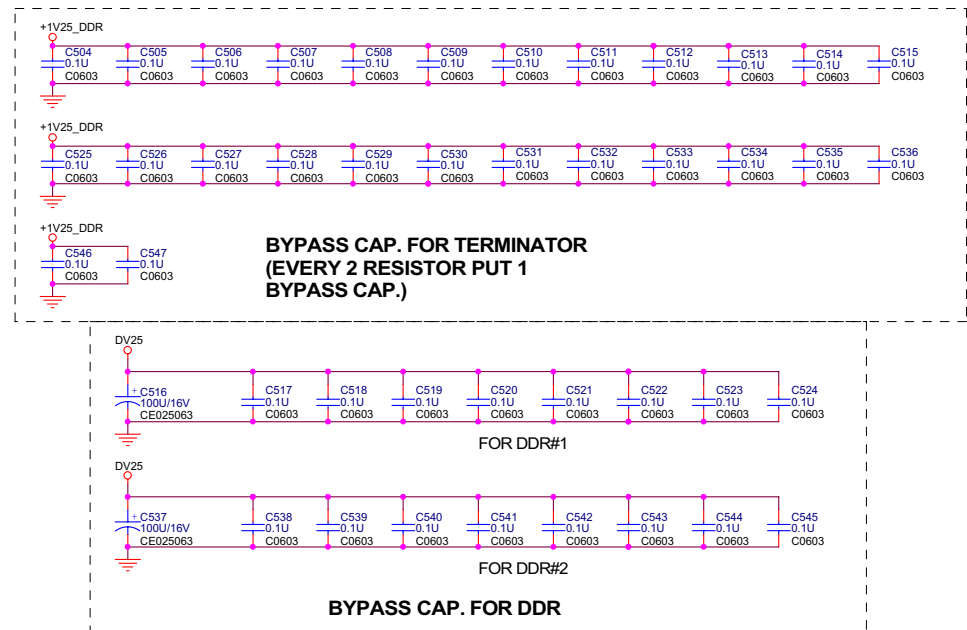 +1V25_DDR
C504 C505 C506 C507 C508 C509 C510 C511 C512 C513 C514 C515
0.1U 0.1U 0.1U 0.1U 0.1U 0.1U 0.1U 0.1U 0.1U 0.1U 0.1U 0.1U
C0603 C0603 C0603 C0603 C0603 C0603 C0603 C0603 C0603 C0603 C0603 C0603
+1V25_DDR
C525 C526 C527 C528 C529 C530 C531 C532 C533 C534 C535 C536
0.1U 0.1U 0.1U 0.1U 0.1U 0.1U 0.1U 0.1U 0.1U 0.1U 0.1U 0.1U
C0603 C0603 C0603 C0603 C0603 C0603 C0603 C0603 C0603 C0603 C0603 C0603
+1V25_DDR
C546 C547
0.1U 0.1U
C0603 C0603
BYPASS CAP. FOR TERMINATOR
(EVERY 2 RESISTOR PUT 1
BYPASS CAP.)
DV25
+ C516 C517 C518 C519 C520 C521 C522 C523 C524
100U/16V 0.1U 0.1U 0.1U 0.1U 0.1U 0.1U 0.1U 0.1U
CE025063 C0603 C0603 C0603 C0603 C0603 C0603 C0603 C0603
FOR DDR#1
DV25
+ C537 C538 C539 C540 C541 C542 C543 C544 C545
100U/16V 0.1U 0.1U 0.1U 0.1U 0.1U 0.1U 0.1U 0.1U
CE025063 C0603 C0603 C0603 C0603 C0603 C0603 C0603 C0603
FOR DDR#2
BYPASS CAP. FOR DDR